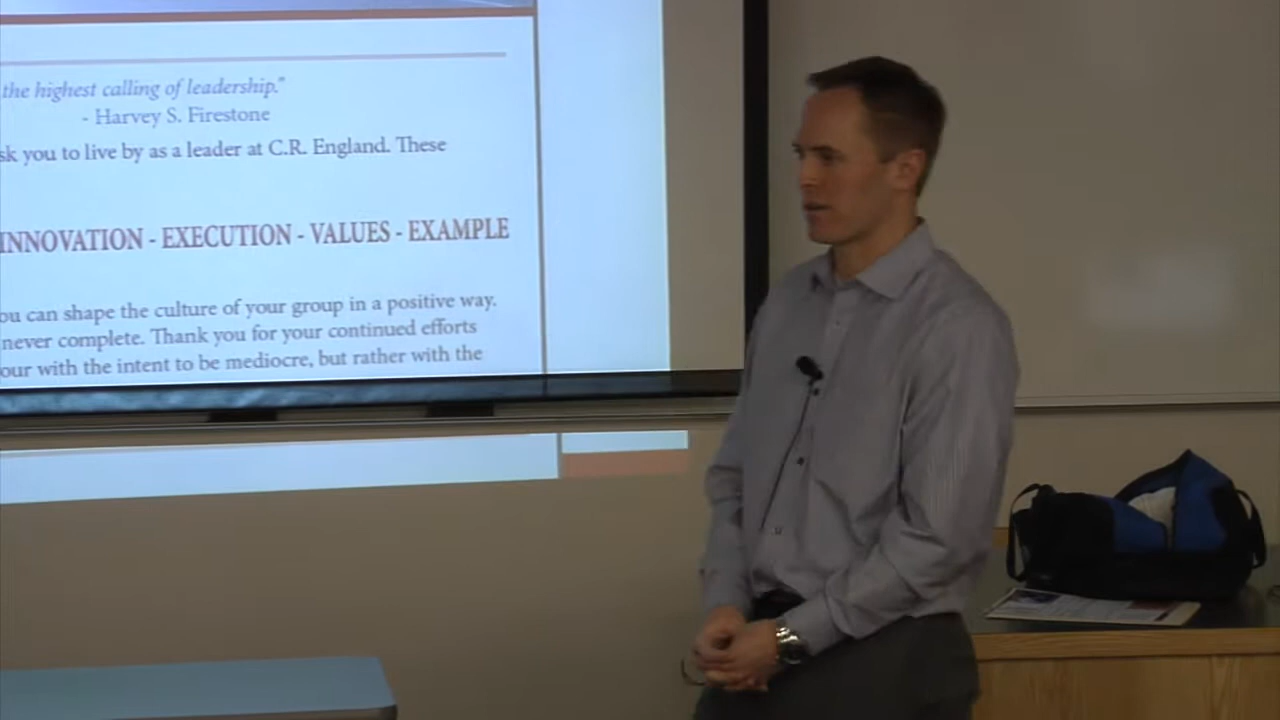 the highest calling of leadership."
- Harvey S. Firestone
sk you to live by as a leader at C.R. England. These
INNOVATION - EXECUTION - VALUES - EXAMPLE
ou can shape the culture of your group in a positive way.
never complete. Thank you for your continued efforts
our with the intent to be mediocre, but rather with the